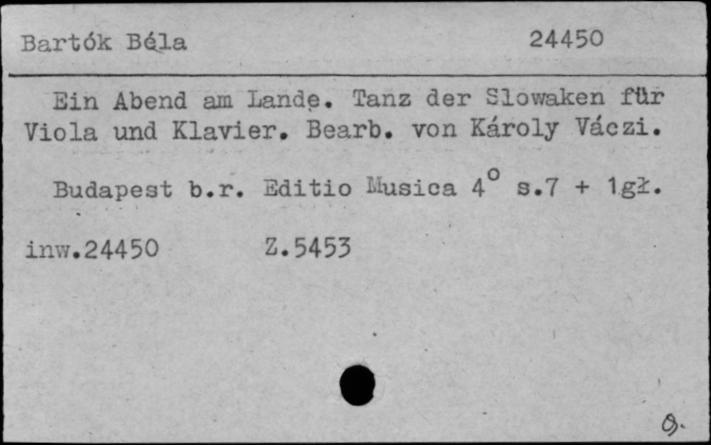 Bartók Béla 24450
Ein Abend am Lande. Tanz der Slowaken für
Viola und Klavier. Bearb. von Károly Váczi.
Budapest b.r. Editio Musica 4° s.7 + 1gł.
inw.24450 Z.5453